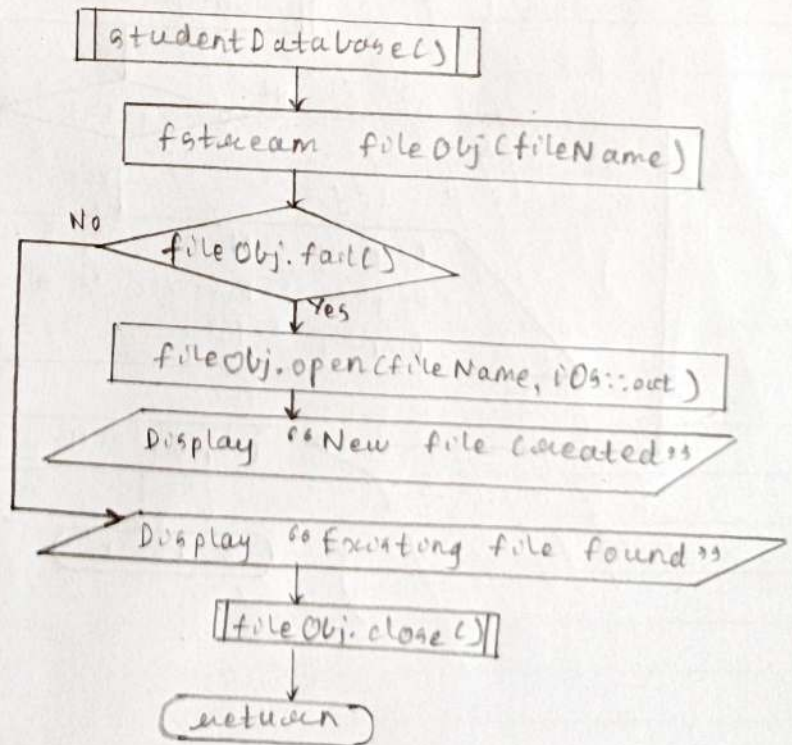 studentDatabase()
fstream fileObj(fileName)
No
fileObj.fail()
Yes
fileObj.open(fileName, iOs::out)
Display “New file Created”
Display “Existing file found”
fileObj.close()
return